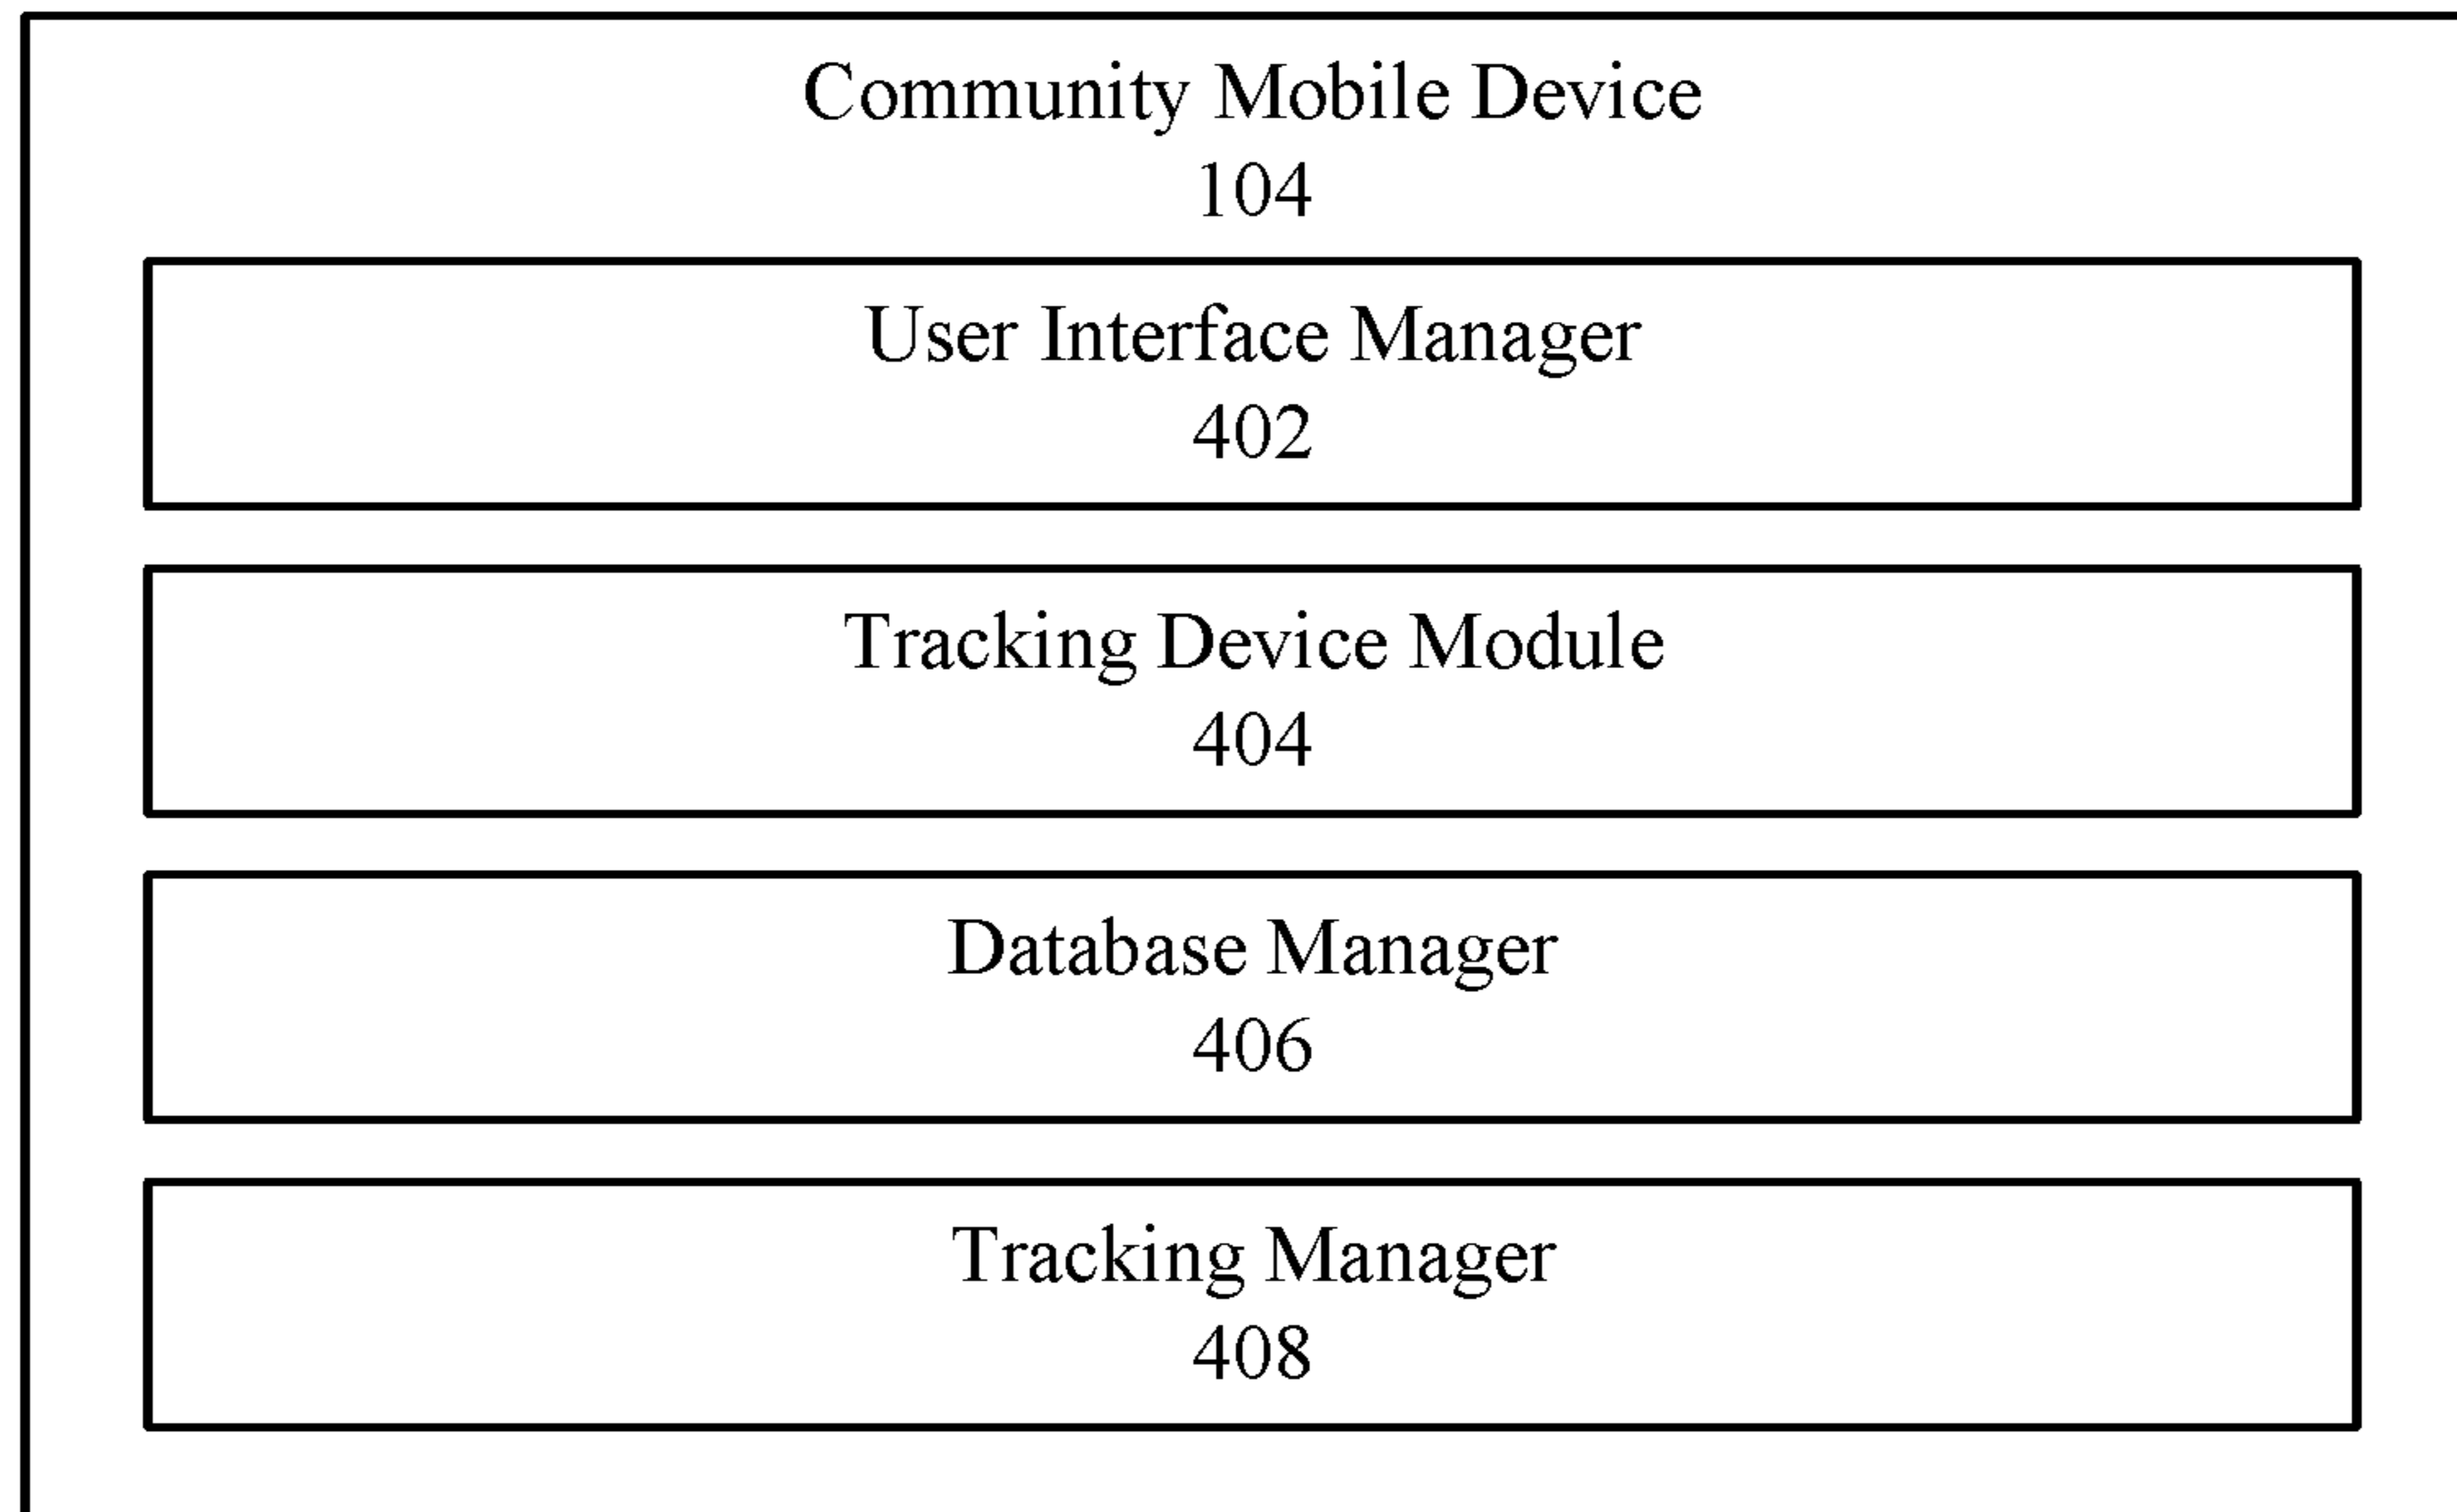 Community Mobile Device
104
User Interface Manager
402
Tracking Device Module
404
Database Manager
406
Tracking Manager
408